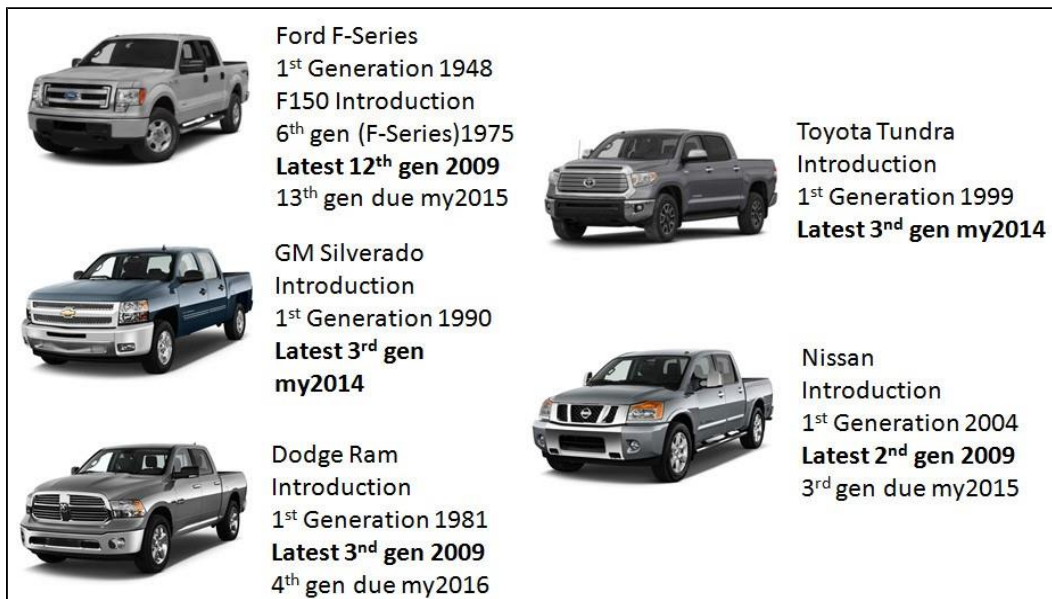 Ford F-Series
1st Generation 1948
F150 Introduction
6th gen (F-Series)1975
Latest 12th gen 2009
13th gen due my2015
GM Silverado
Introduction
1st Generation 1990
Latest 3rd gen
my2014
Dodge Ram
Introduction
1st Generation 1981
Latest 3nd gen 2009
4th gen due my2016
Toyota Tundra
Introduction
1st Generation 1999
Latest 3nd gen my2014
Nissan
Introduction
1st Generation 2004
Latest 2nd gen 2009
3rd gen due my2015